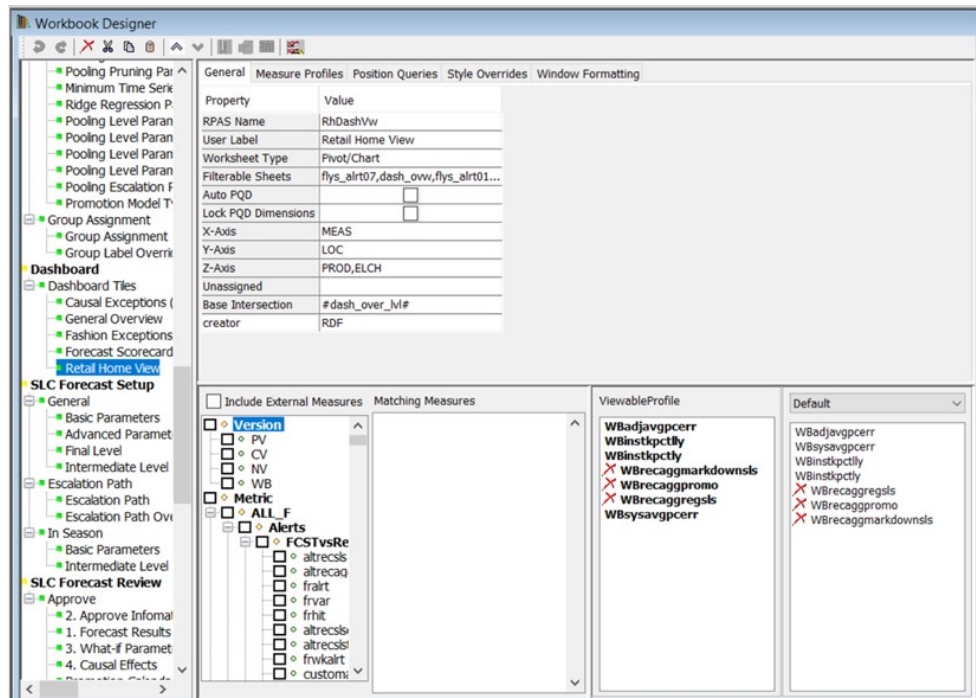 Workbook Designer
Pooling Pruning Par
Minimum Time Serie
Ridge Regression P
Pooling Level Param
Pooling Level Param
Pooling Level Param
Pooling Level Param
Pooling Escalation P
Promotion Model T
Group Assignment
Group Assignment
Group Label Overri
Dashboard
Dashboard Tiles
Causal Exceptions (
General Overview
Fashion Exceptions
Forecast Scorecard
Retail Home View
SLC Forecast Setup
General
Basic Parameters
Advanced Paramet
Final Level
Intermediate Level
Escalation Path
Escalation Path
Escalation Path Ove
In Season
Basic Parameters
Intermediate Level
SLC Forecast Review
Approve
2. Approve Infomat
1. Forecast Results
3. What-if Paramet
4. Causal Effects
General Measure Profiles Position Queries Style Overrides Window Formatting
Property Value
RPAS Name RhDashVw
User Label Retail Home View
Worksheet Type Pivot/Chart
Filterable Sheets flys_alrt07,dash_ovw,flys_alrt01...
Auto PQD
Lock PQD Dimensions
X-Axis MEAS
Y-Axis LOC
Z-Axis PROD,ELCH
Unassigned
Base Intersection #dash_over_lvl#
creator RDF
Include External Measures
Version
PV
CV
NV
WB
Metric
ALL_F
Alerts
FCSTvsRe
altrecsls
altrecag
fralrt
frvar
frhit
altrecsls
altrecslst
frwkalrt
customa
Matching Measures
ViewableProfile
WBadjavgpcerr
WBinstkpctlly
WBinstkpctly
WBrecaggmarkdownsls
WBrecaggpromo
WBrecaggregsls
WBsysavgpcerr
Default
WBadjavgpcerr
WBsysavgpcerr
WBinstkpctlly
WBinstkpctly
WBrecaggregsls
WBrecaggpromo
WBrecaggmarkdownsls